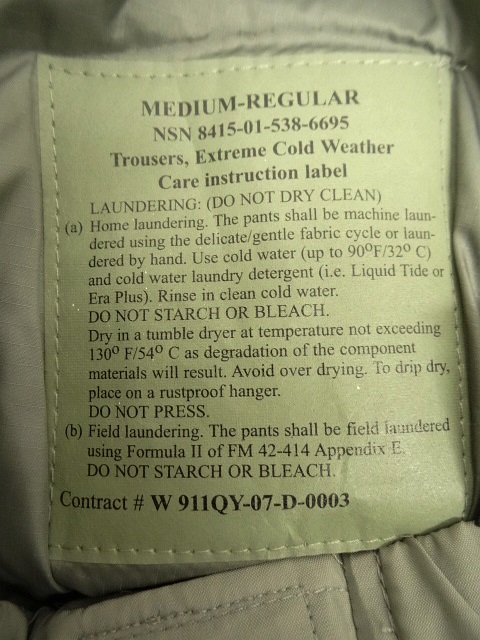 MEDIUM-REGULAR
NSN 8415-01-538-6695
Trousers, Extreme Cold Weather
Care instruction label
LAUNDERING: (DO NOT DRY CLEAN)
(a) Home laundering. The pants shall be machine laun-
dered using the delicate/gentle fabric cycle or laun-
dered by hand. Use cold water (up to 90⁰F/32⁰ C)
and cold water laundry detergent (i.e. Liquid Tide or
Era Plus). Rinse in clean cold water.
DO NOT STARCH OR BLEACH.
Dry in a tumble dryer at temperature not exceeding
130⁰ F/54⁰ C as degradation of the component
materials will result. Avoid over drying. To drip dry,
place on a rustproof hanger.
DO NOT PRESS.
(b) Field laundering. The pants shall be field laundered
using Formula II of FM 42-414 Appendix E.
DO NOT STARCH OR BLEACH.
Contract # W 911QY-07-D-0003